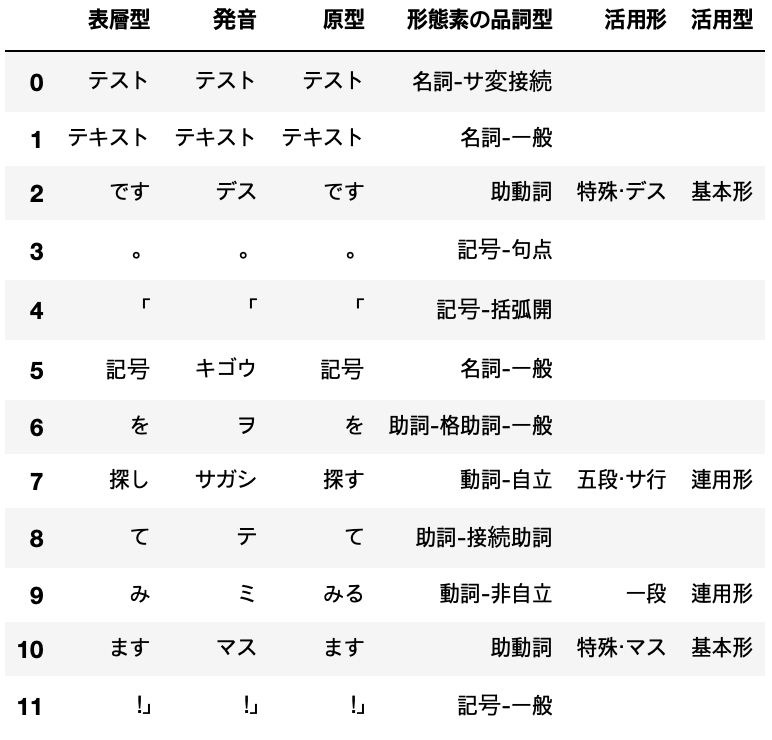 表層型 発音 原型 形態素の品詞型 活用形 活用型
0 テスト テスト テスト 名詞-サ変接続
1 テキスト テキスト テキスト 名詞-一般
2 です デス です 助動詞 特殊·デス 基本形
3 。 。 。 記号-句点
4 「 「 「 記号-括弧開
5 記号 キゴウ 記号 名詞-一般
6 を ヲ を 助詞-格助詞-一般
7 探し サガシ 探す 動詞-自立 五段·サ行 連用形
8 て テ て 助詞-接続助詞
9 み ミ みる 動詞-非自立 一段 連用形
10 ます マス ます 助動詞 特殊·マス 基本形
11 !」 !」 !」 記号-一般